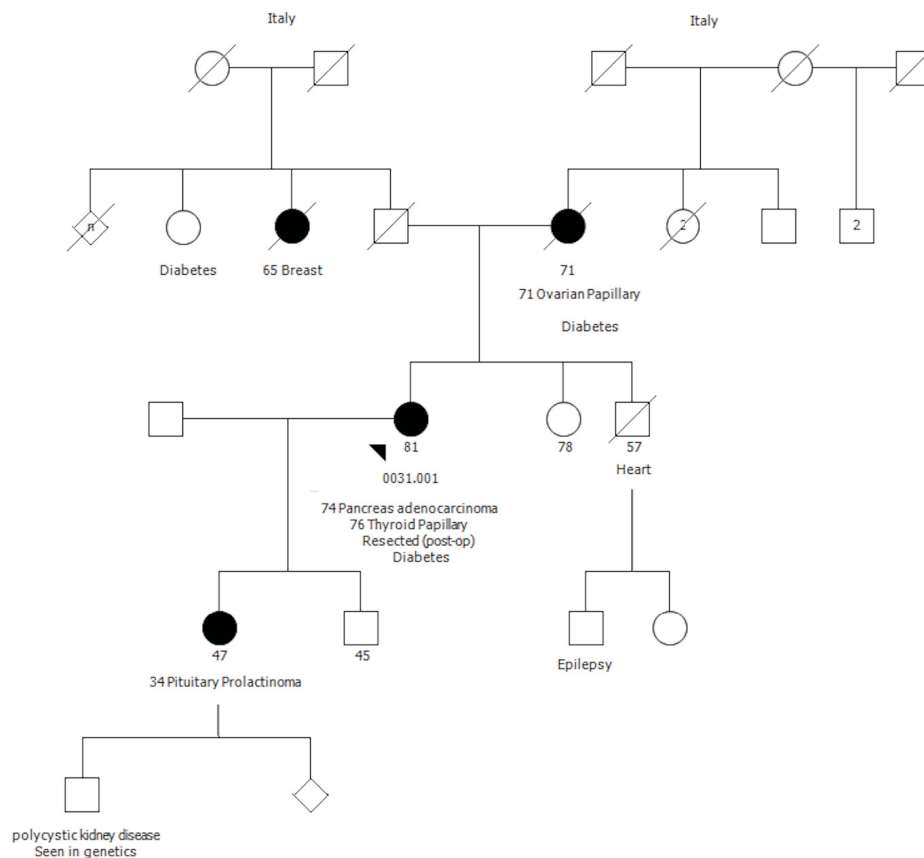 Italy
Italy
n
2
2
Diabetes
65 Breast
71
71 Ovarian Papillary
Diabetes
81
78
57
0031.001
Heart
74 Pancreas adenocarcinoma
76 Thyroid Papillary
Resected (post-op)
Diabetes
47
45
Epilepsy
34 Pituitary Prolactinoma
polycystic kidney disease
Seen in genetics